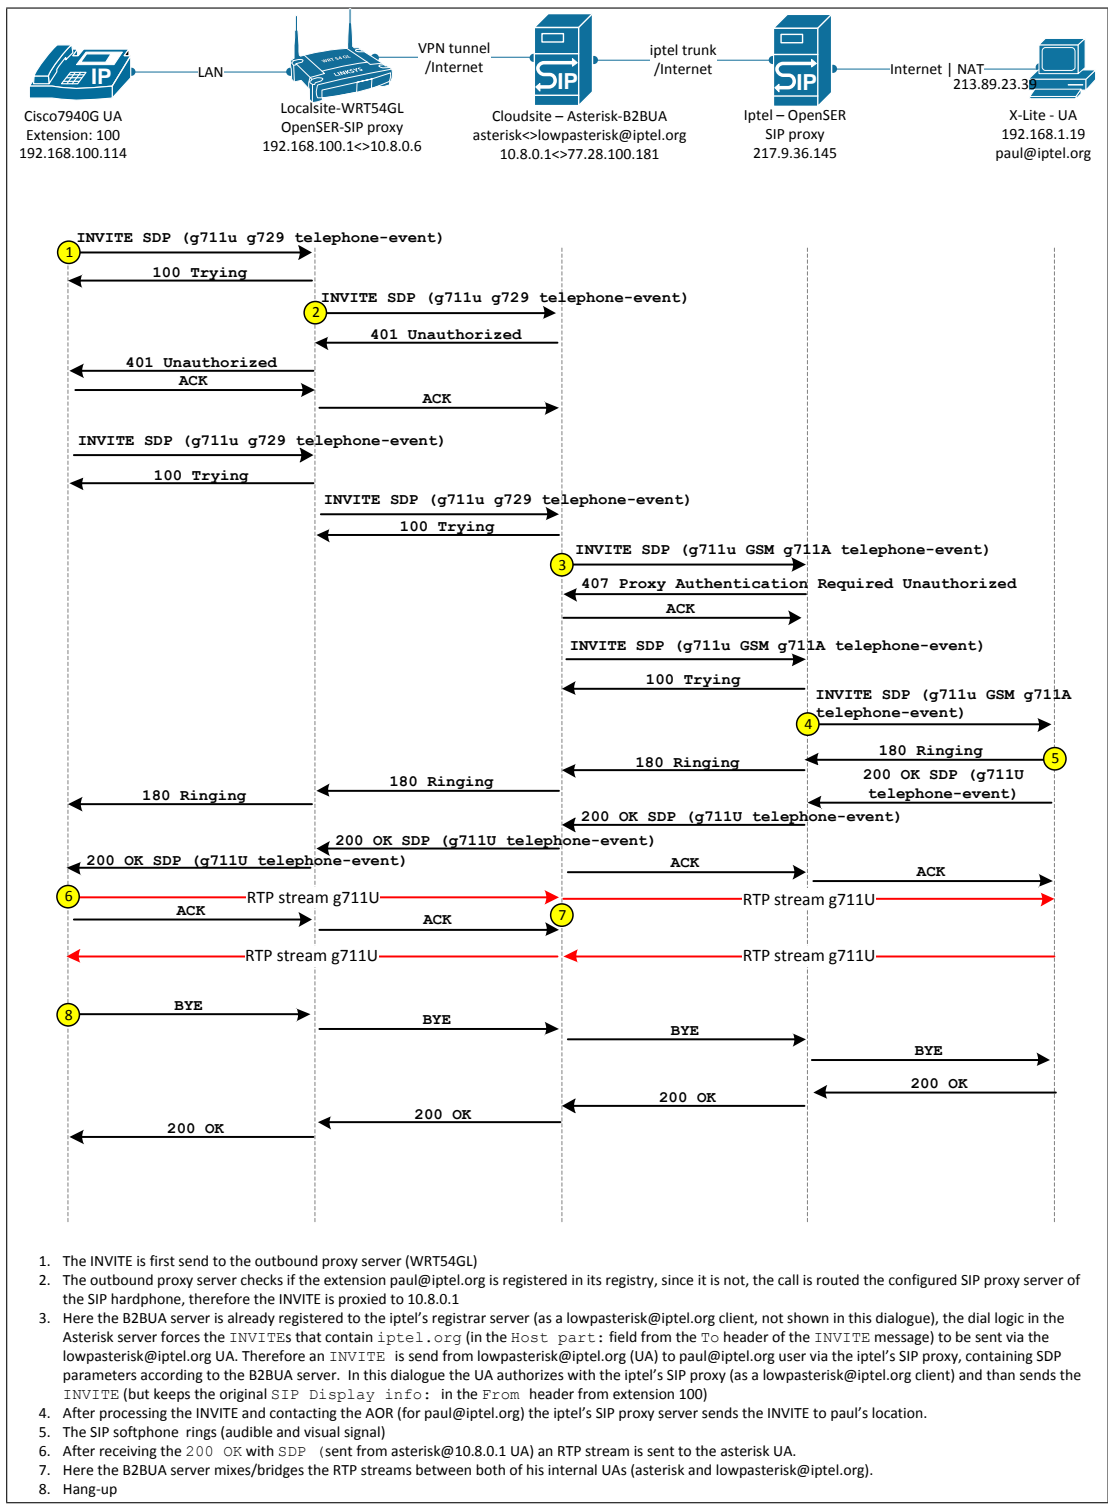 VPN tunnel
/Internet
iptel trunk
/Internet
IP
LAN
WRT 54 GL
LINKSYS
SIP
SIP
Internet | NAT
213.89.23.39
Cisco7940G UA
Extension: 100
192.168.100.114
Localsite-WRT54GL
OpenSER-SIP proxy
192.168.100.1<>10.8.0.6
Cloudsite – Asterisk-B2BUA
asterisk<>lowpasterisk@iptel.org
10.8.0.1<>77.28.100.181
Iptel – OpenSER
SIP proxy
217.9.36.145
X-Lite - UA
192.168.1.19
paul@iptel.org
INVITE SDP (g711u g729 telephone-event)
1
100 Trying
INVITE SDP (g711u g729 telephone-event)
2
401 Unauthorized
401 Unauthorized
ACK
ACK
INVITE SDP (g711u g729 telephone-event)
100 Trying
INVITE SDP (g711u g729 telephone-event)
100 Trying
INVITE SDP (g711u GSM g711A telephone-event)
3
407 Proxy Authentication Required Unauthorized
ACK
INVITE SDP (g711u GSM g711A telephone-event)
100 Trying
INVITE SDP (g711u GSM g711A
telephone-event)
4
180 Ringing
5
180 Ringing
180 Ringing
180 Ringing
200 OK SDP (g711U
telephone-event)
200 OK SDP (g711U telephone-event)
200 OK SDP (g711U telephone-event)
200 OK SDP (g711U telephone-event)
ACK
ACK
6
RTP stream g711U
RTP stream g711U
ACK
ACK
7
RTP stream g711U
RTP stream g711U
8
BYE
BYE
BYE
BYE
200 OK
200 OK
200 OK
200 OK
1. The INVITE is first send to the outbound proxy server (WRT54GL)
2. The outbound proxy server checks if the extension paul@iptel.org is registered in its registry, since it is not, the call is routed the configured SIP proxy server of
the SIP hardphone, therefore the INVITE is proxied to 10.8.0.1
3. Here the B2BUA server is already registered to the iptel's registrar server (as a lowpasterisk@iptel.org client, not shown in this dialogue), the dial logic in the
Asterisk server forces the INVITEs that contain iptel.org (in the Host part: field from the To header of the INVITE message) to be sent via the
lowpasterisk@iptel.org UA. Therefore an INVITE is send from lowpasterisk@iptel.org (UA) to paul@iptel.org user via the iptel's SIP proxy, containing SDP
parameters according to the B2BUA server. In this dialogue the UA authorizes with the iptel's SIP proxy (as a lowpasterisk@iptel.org client) and than sends the
INVITE (but keeps the original SIP Display info: in the From header from extension 100)
4. After processing the INVITE and contacting the AOR (for paul@iptel.org) the iptel's SIP proxy server sends the INVITE to paul's location.
5. The SIP softphone rings (audible and visual signal)
6. After receiving the 200 OK with SDP (sent from asterisk@10.8.0.1 UA) an RTP stream is sent to the asterisk UA.
7. Here the B2BUA server mixes/bridges the RTP streams between both of his internal UAs (asterisk and lowpasterisk@iptel.org).
8. Hang-up